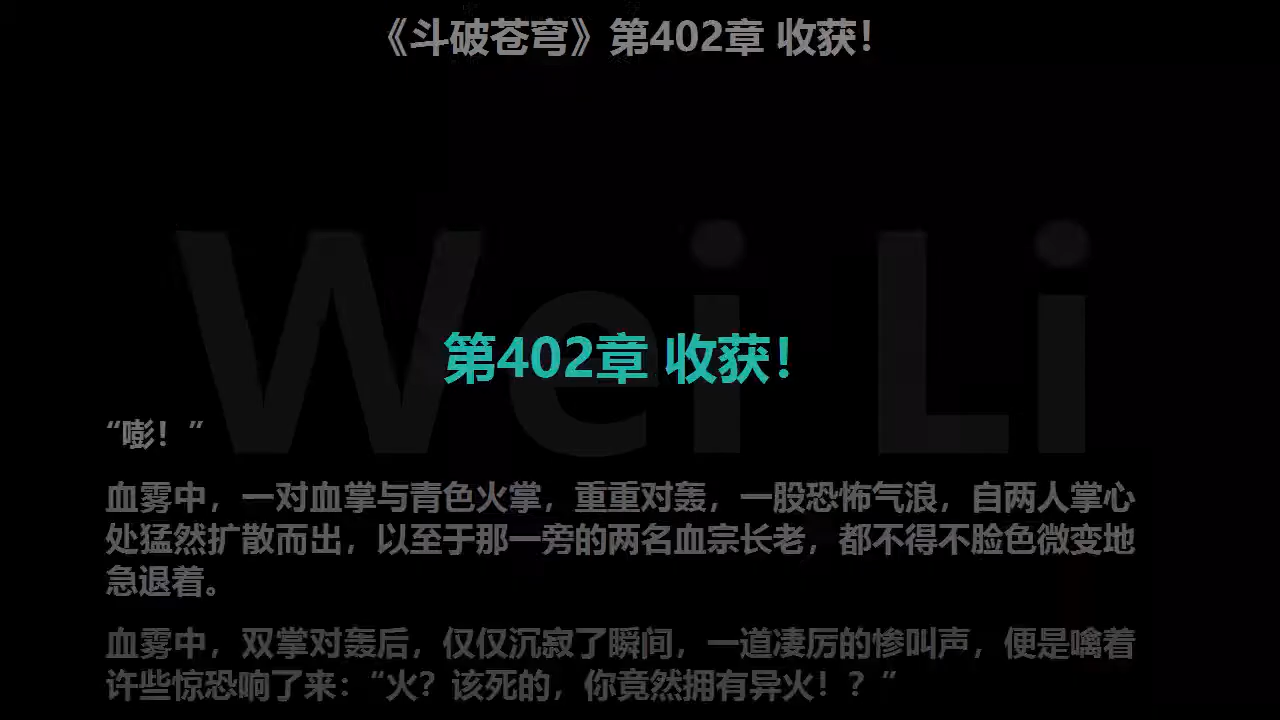 《斗破苍穹》第402章 收获！
Wei Li
第402章 收获！
“嘭！”
血雾中，一对血掌与青色火掌，重重对轰，一股恐怖气浪，自两人掌心
处猛然扩散而出，以至于那一旁的两名血宗长老，都不得不脸色微变地
急退着。
血雾中，双掌对轰后，仅仅沉寂了瞬间，一道凄厉的惨叫声，便是噙着
许些惊恐响了来：“火？该死的，你竟然拥有异火！？”